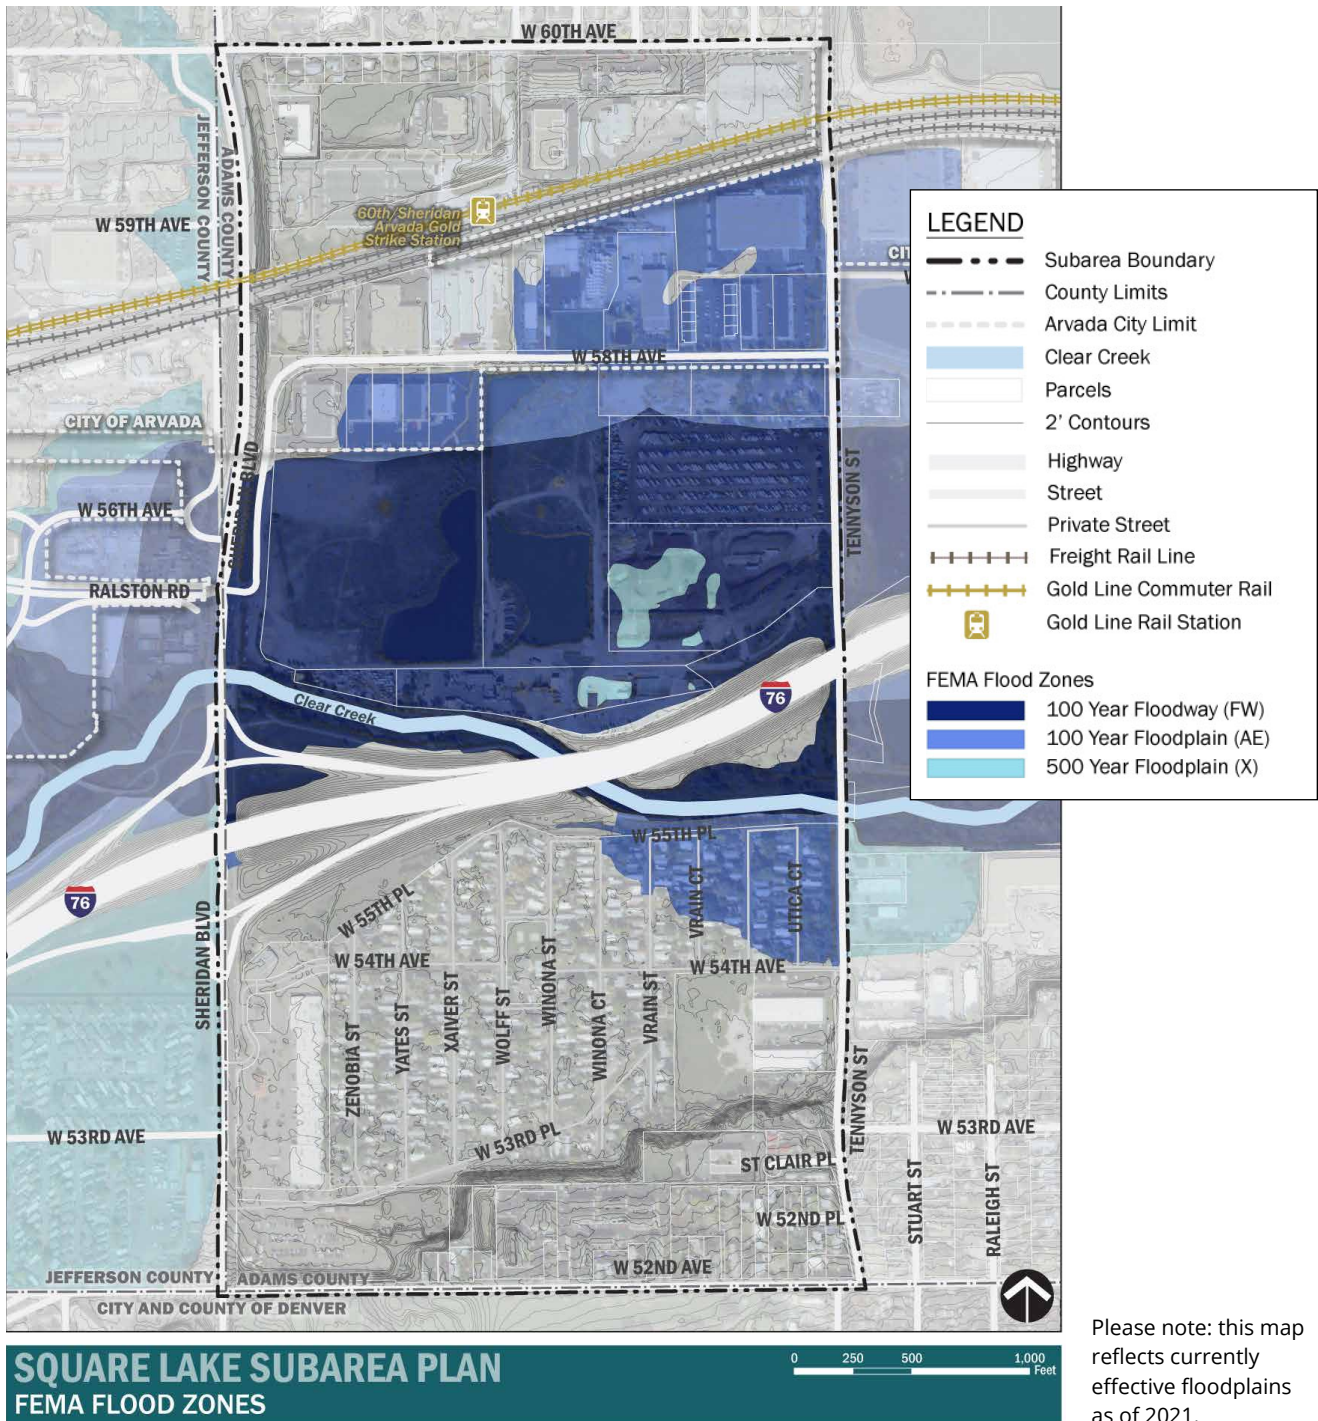 W 60TH AVE
JEFFERSON COUNTY
ADAMS COUNTY
W 59TH AVE
60th/Sheridan
Arvada Gold
Strike Station
CIT
W 58TH AVE
CITY OF ARVADA
SHERIDAN BLVD
TENNYSON ST
W 56TH AVE
RALSTON RD
Clear Creek
76
W 55TH PL
76
W 55TH PL
VRAIN CT
UTICA CT
SHERIDAN BLVD
W 54TH AVE
W 54TH AVE
ZENOBIA ST
YATES ST
XAIVER ST
WOLFF ST
WINONA ST
WINONA CT
VRAIN ST
TENNYSON ST
W 53RD AVE
W 53RD PL
W 53RD AVE
ST CLAIR PL
STUART ST
RALEIGH ST
W 52ND PL
W 52ND AVE
JEFFERSON COUNTY
ADAMS COUNTY
CITY AND COUNTY OF DENVER
LEGEND
Subarea Boundary
County Limits
Arvada City Limit
Clear Creek
Parcels
2' Contours
Highway
Street
Private Street
Freight Rail Line
Gold Line Commuter Rail
Gold Line Rail Station
FEMA Flood Zones
100 Year Floodway (FW)
100 Year Floodplain (AE)
500 Year Floodplain (X)
SQUARE LAKE SUBAREA PLAN
FEMA FLOOD ZONES
0 250 500 1,000
Feet
Please note: this map
reflects currently
effective floodplains
as of 2021.